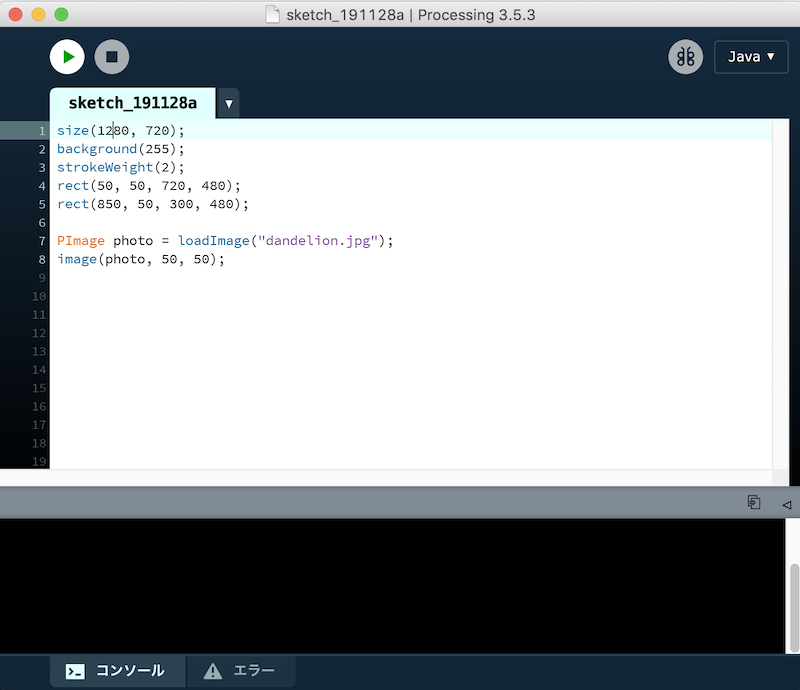 sketch_191128a | Processing 3.5.3
Java ▼
sketch_191128a ▼
1 size(1280, 720);
2 background(255);
3 strokeWeight(2);
4 rect(50, 50, 720, 480);
5 rect(850, 50, 300, 480);
6
7 PImage photo = loadImage("dandelion.jpg");
8 image(photo, 50, 50);
9
10
11
12
13
14
15
16
17
18
19
コンソール エラー